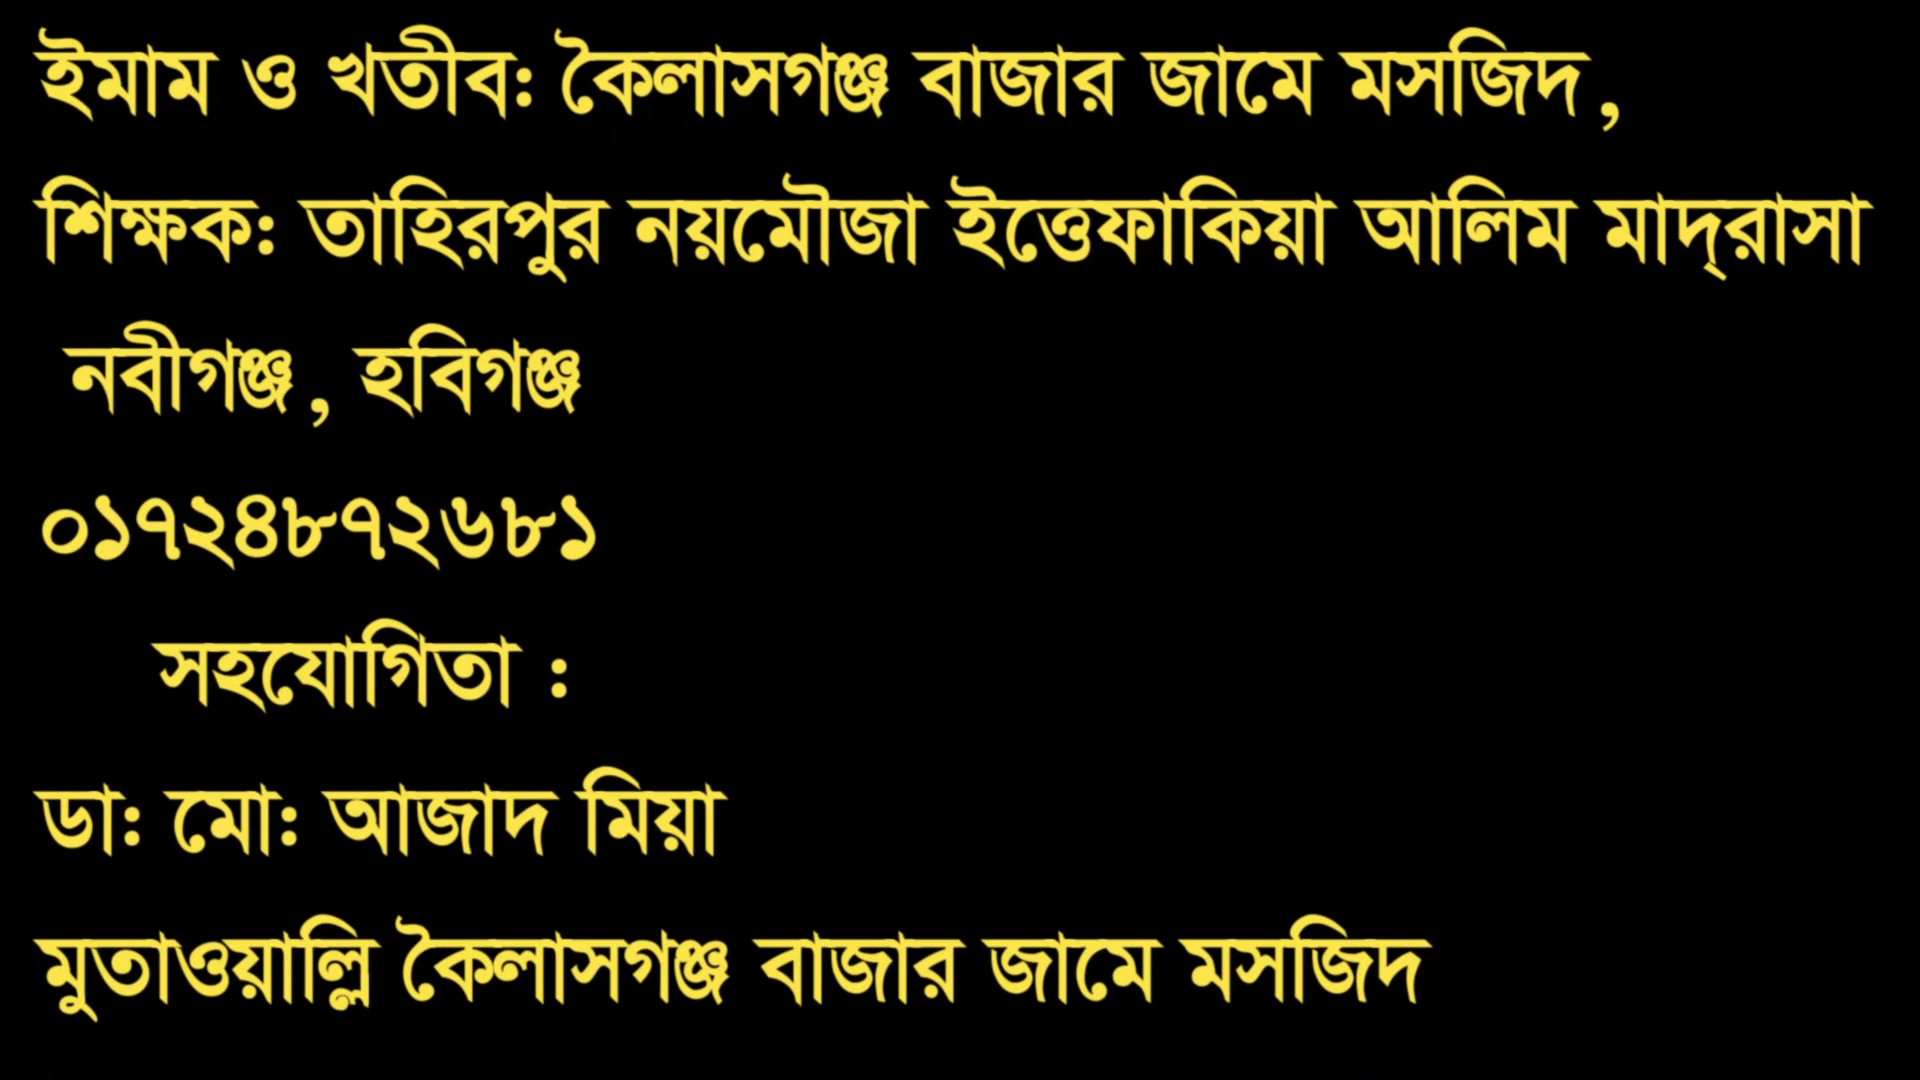 ইমাম ও খতীব: কৈলাসগঞ্জ বাজার জামে মসজিদ,
শিক্ষক: তাহিরপুর নয়মৌজা ইত্তেফাকিয়া আলিম মাদ্‌রাসা
নবীগঞ্জ, হবিগঞ্জ
০১৭২৪৮৭২৬৮১
সহযোগিতা :
ডা: মো: আজাদ মিয়া
মুতাওয়াল্লি কৈলাসগঞ্জ বাজার জামে মসজিদ